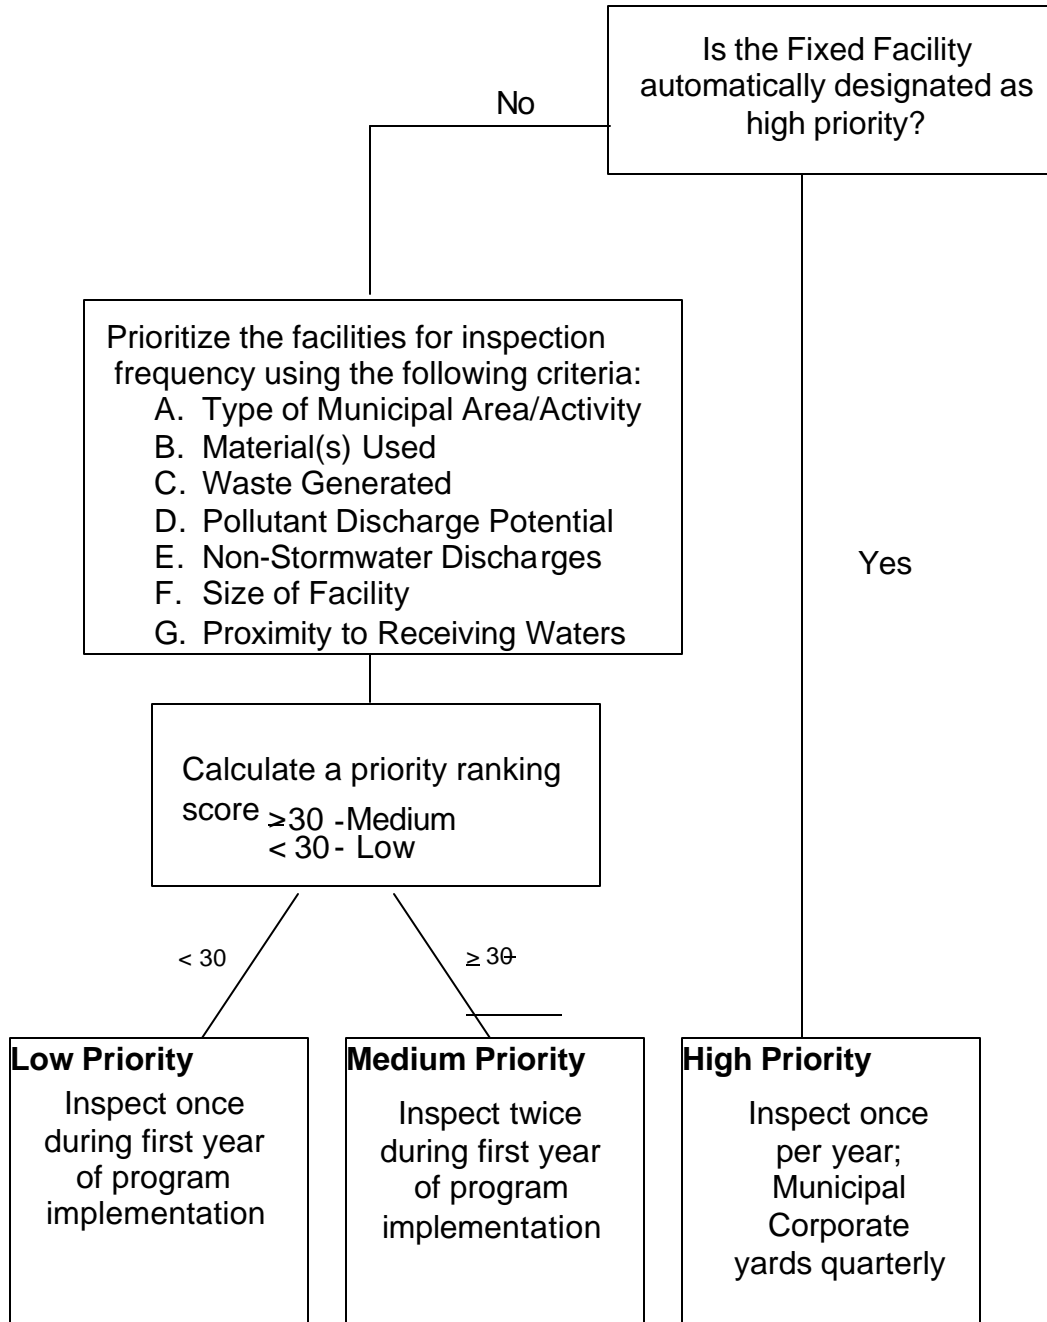 Is the Fixed Facility
automatically designated as
high priority?
No
Prioritize the facilities for inspection
frequency using the following criteria:
A. Type of Municipal Area/Activity
B. Material(s) Used
C. Waste Generated
D. Pollutant Discharge Potential
E. Non-Stormwater Discharges
F. Size of Facility
G. Proximity to Receiving Waters
Yes
Calculate a priority ranking
score ≥30 -Medium
< 30 - Low
< 30
≥ 30
Low Priority
Inspect once
during first year
of program
implementation
Medium Priority
Inspect twice
during first year
of program
implementation
High Priority
Inspect once
per year;
Municipal
Corporate
yards quarterly